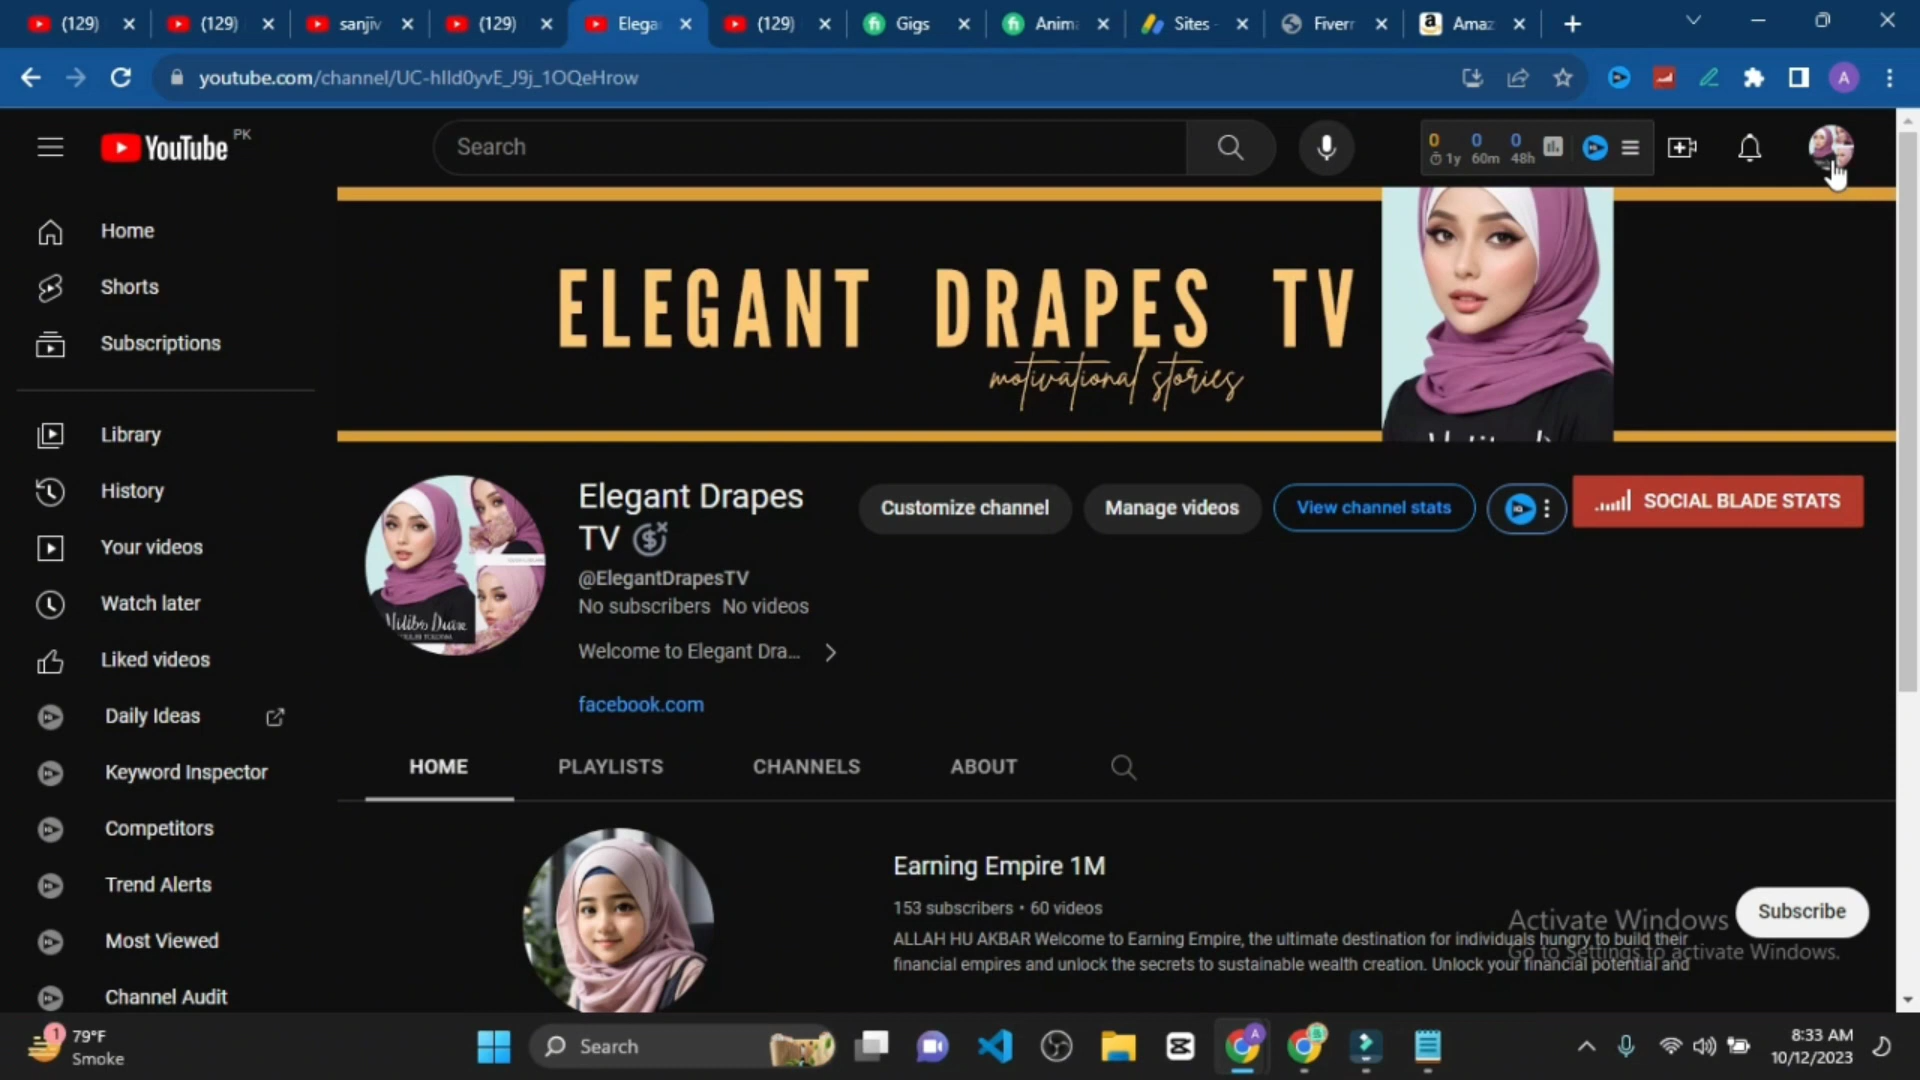 (129)
(129)
sanjiv
(129)
Elega
(129)
Gigs
Anim
Sites -
Fiverr
Amaz
youtube.com/channel/UC-hIld0yvE_J9j_1OQeHrow
A
YouTube PK
Search
0 0 0
1y 60m 48h
Home
Shorts
Subscriptions
Library
History
Your videos
Watch later
Liked videos
Daily Ideas
Keyword Inspector
Competitors
Trend Alerts
Most Viewed
Channel Audit
ELEGANT DRAPES TV
motivational stories
Elegant Drapes
TV
@ElegantDrapesTV
No subscribers No videos
Welcome to Elegant Dra...
facebook.com
Customize channel
Manage videos
View channel stats
SOCIAL BLADE STATS
HOME
PLAYLISTS
CHANNELS
ABOUT
Earning Empire 1M
153 subscribers • 60 videos
ALLAH HU AKBAR Welcome to Earning Empire, the ultimate destination for individuals hungry to build their
financial empires and unlock the secrets to sustainable wealth creation. Unlock your financial potential and
Subscribe
Activate Windows
Go to Settings to activate Windows.
1
79°F
Smoke
Search
8:33 AM
10/12/2023